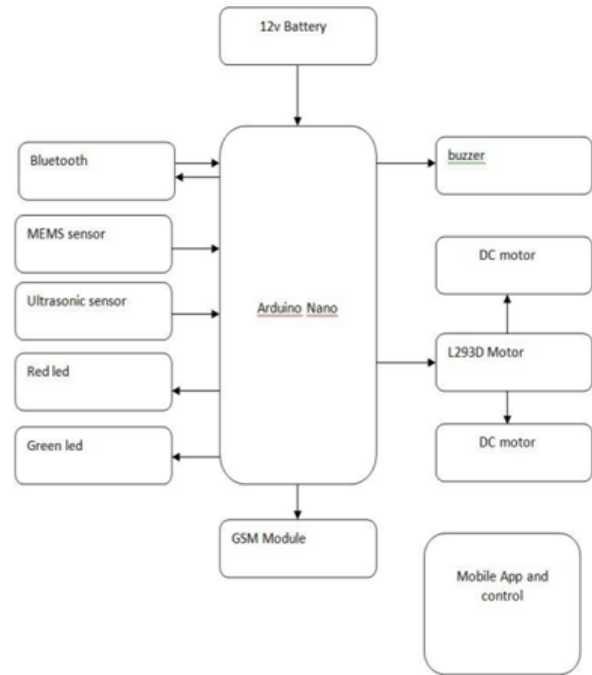 12v Battery
Bluetooth
buzzer
MEMS sensor
DC motor
Ultrasonic sensor
Arduino Nano
L293D Motor
Red led
Green led
DC motor
GSM Module
Mobile App and
control